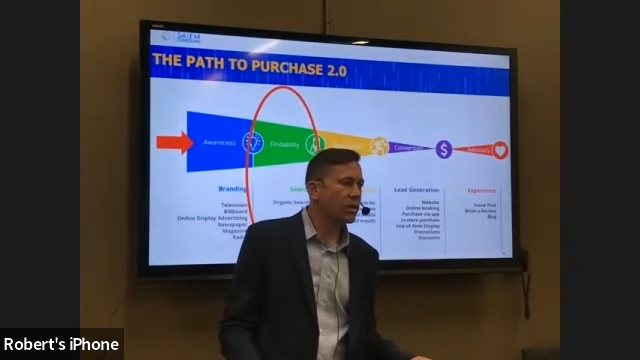 SALEM
THE PATH TO PURCHASE 2.0
Awareness
Findability
Conversion
$
Advocacy
Branding
Lead Generation
Experience
Television
Billboard
Online Display Advertising
Newspaper
Organic Search
Website
Online booking
Purchase via app
In-store purchase
End of Aisle Display
Promotions
Discounts
Social Post
Write a Review
Blog
Robert's iPhone